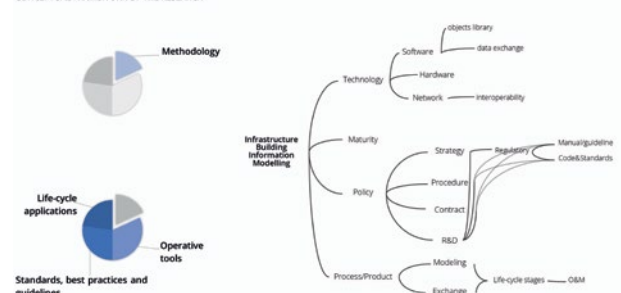 Methodology
Life-cycle
applications
Operative
tools
Standards, best practices and
guidelines
Infrastructure
Building
Information
Modelling
Technology
Software
objects library
data exchange
Hardware
Network
interoperability
Maturity
Policy
Strategy
Regulatory
Manual/guideline
Code&Standards
Procedure
Contract
R&D
Process/Product
Modeling
Exchange
Life-cycle stages
O&M